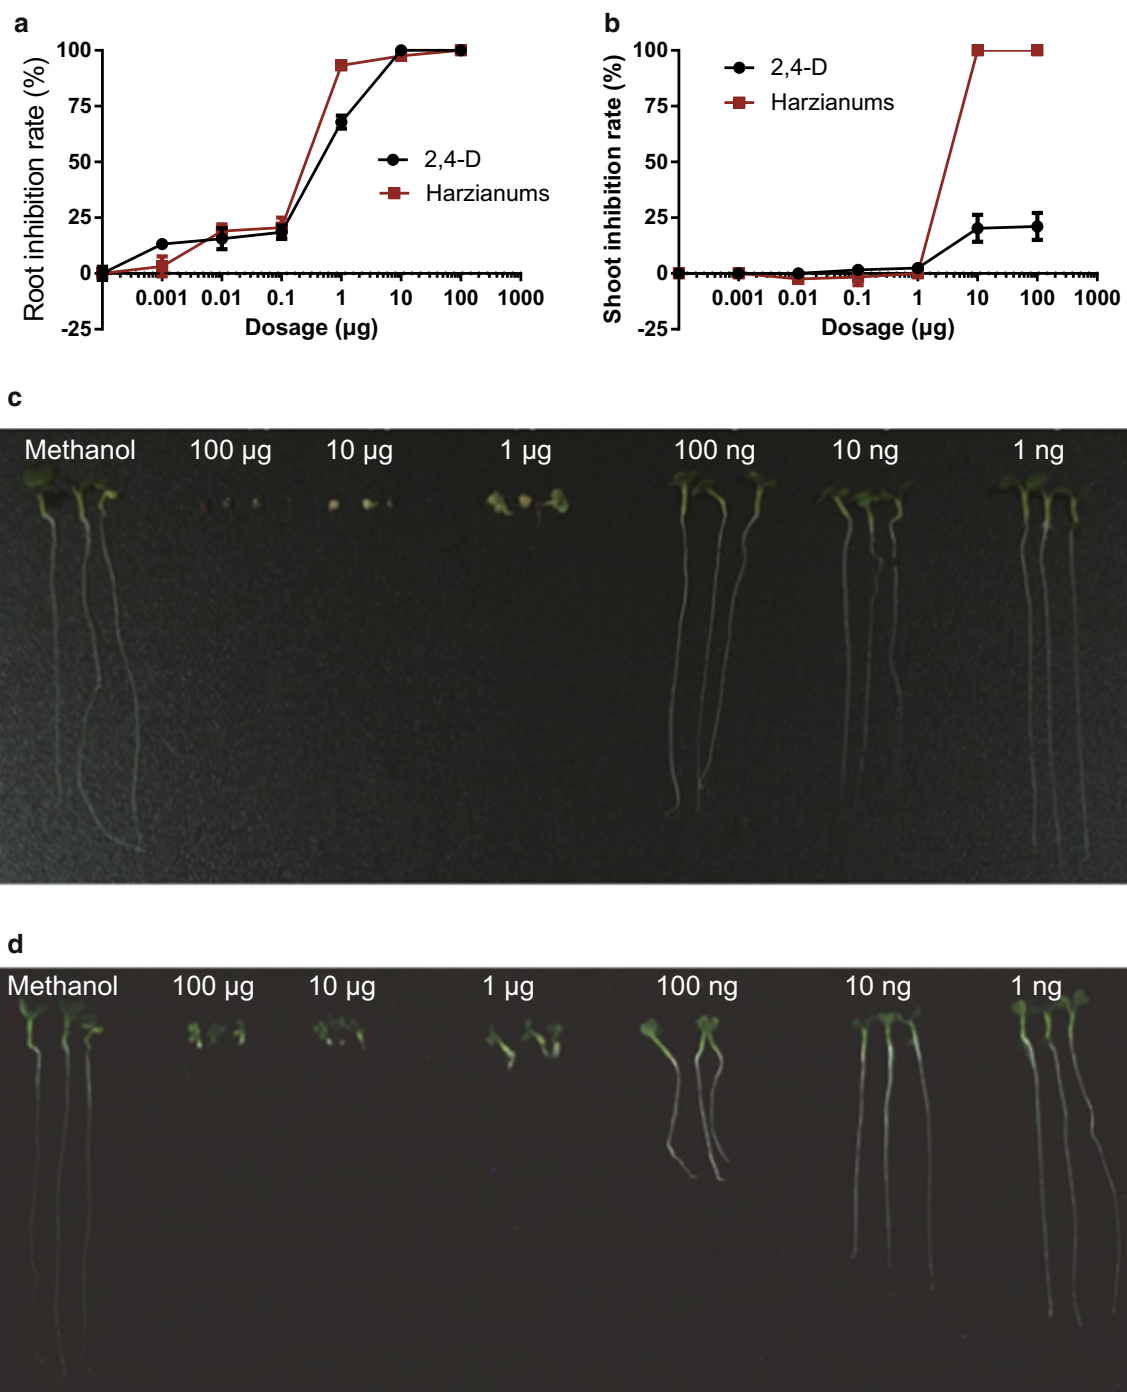 a
Root inhibition rate (%)
100
75
50
25
0
-25
0.001 0.01 0.1 1 10 100 1000
Dosage (µg)
2,4-D
Harzianums
b
Shoot inhibition rate (%)
100
75
50
25
0
-25
0.001 0.01 0.1 1 10 100 1000
Dosage (µg)
2,4-D
Harzianums
c
Methanol 100 µg 10 µg 1 µg 100 ng 10 ng 1 ng
d
Methanol 100 µg 10 µg 1 µg 100 ng 10 ng 1 ng